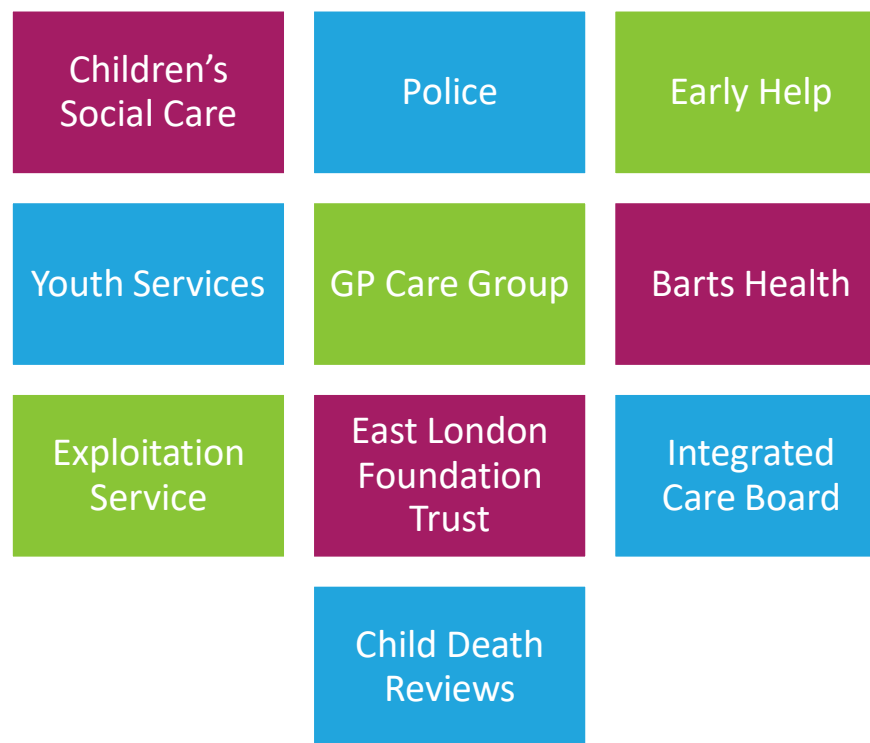 Children’s
Social Care
Police
Early Help
Youth Services
GP Care Group
Barts Health
Exploitation
Service
East London
Foundation
Trust
Integrated
Care Board
Child Death
Reviews